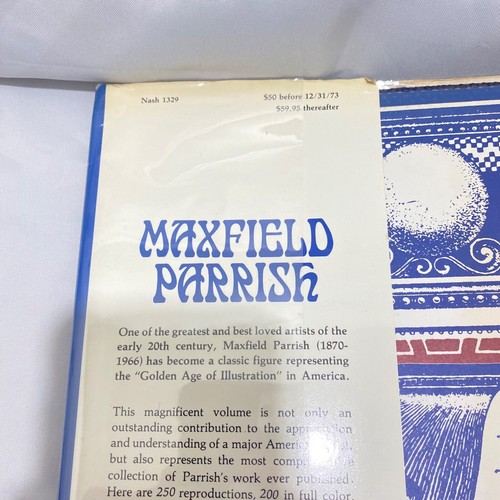 Nash 1329
$50 before 12/31/73
$59.95 thereafter
MAXFIELD
PARRISH
One of the greatest and best loved artists of the
early 20th century, Maxfield Parrish (1870-
1966) has become a classic figure representing
the "Golden Age of Illustration" in America.
This magnificent volume is not only an
outstanding contribution to the
and understanding of a major
but also represents the most
collection of Parrish's work ever published.
Here are 250 reproductions, 200 in full color,